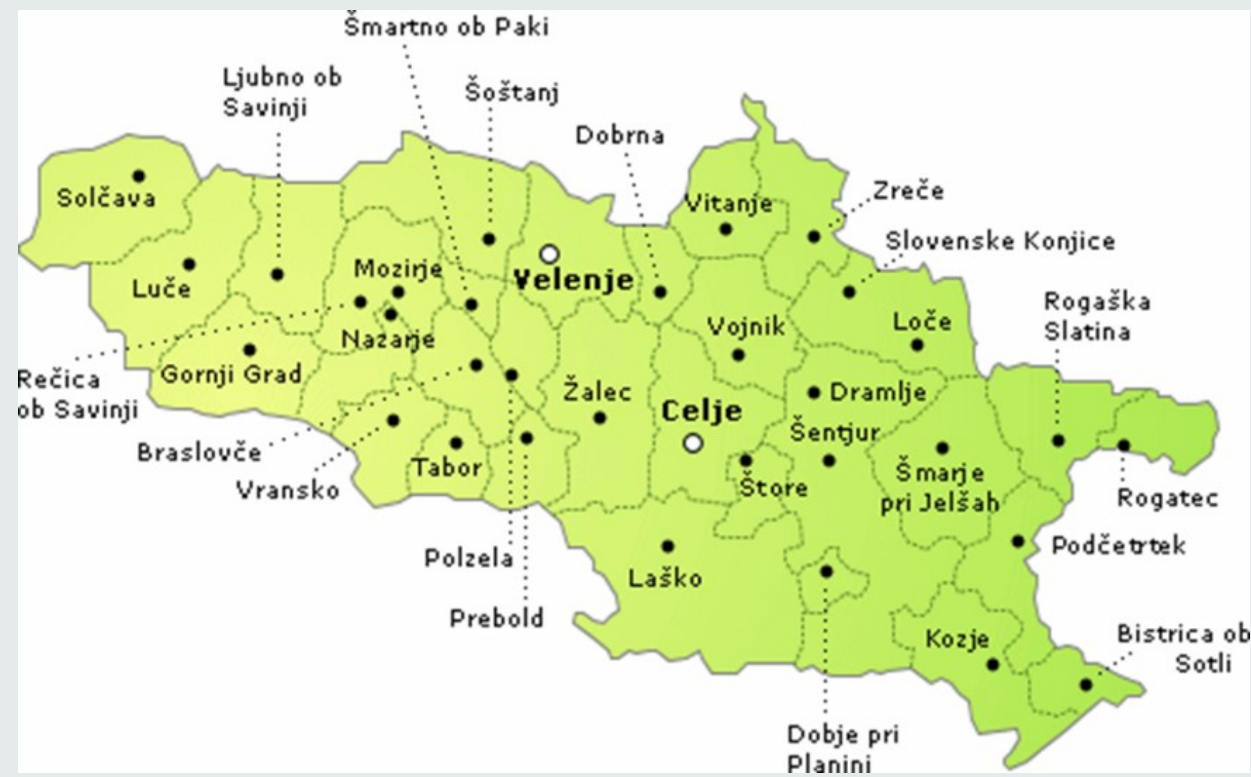 Šmartno ob Paki
Ljubno ob
Savinji
Šoštanj
Dobrna
Solčava
Vitanje
Zreče
Slovenske Konjice
Mozirje
Velenje
Luče
Rogaška
Slatina
Vojnik
Loče
Nazarje
Rečica
ob Savinji
Gornji Grad
Žalec
Dramlje
Celje
Šentjur
Braslovče
Tabor
Šmarje
pri Jelšah
Vransko
Štore
Rogatec
Polzela
Podčetrtek
Laško
Prebold
Kozje
Bistrica ob
Sotli
Dobje pri
Planini